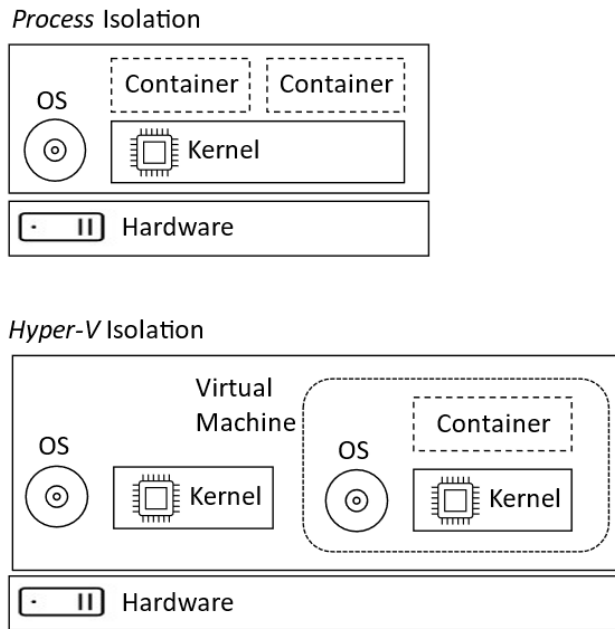 Process Isolation
Container Container
OS
Kernel
Hardware
Hyper-V Isolation
Virtual
Machine
Container
OS
OS
Kernel
Kernel
Hardware